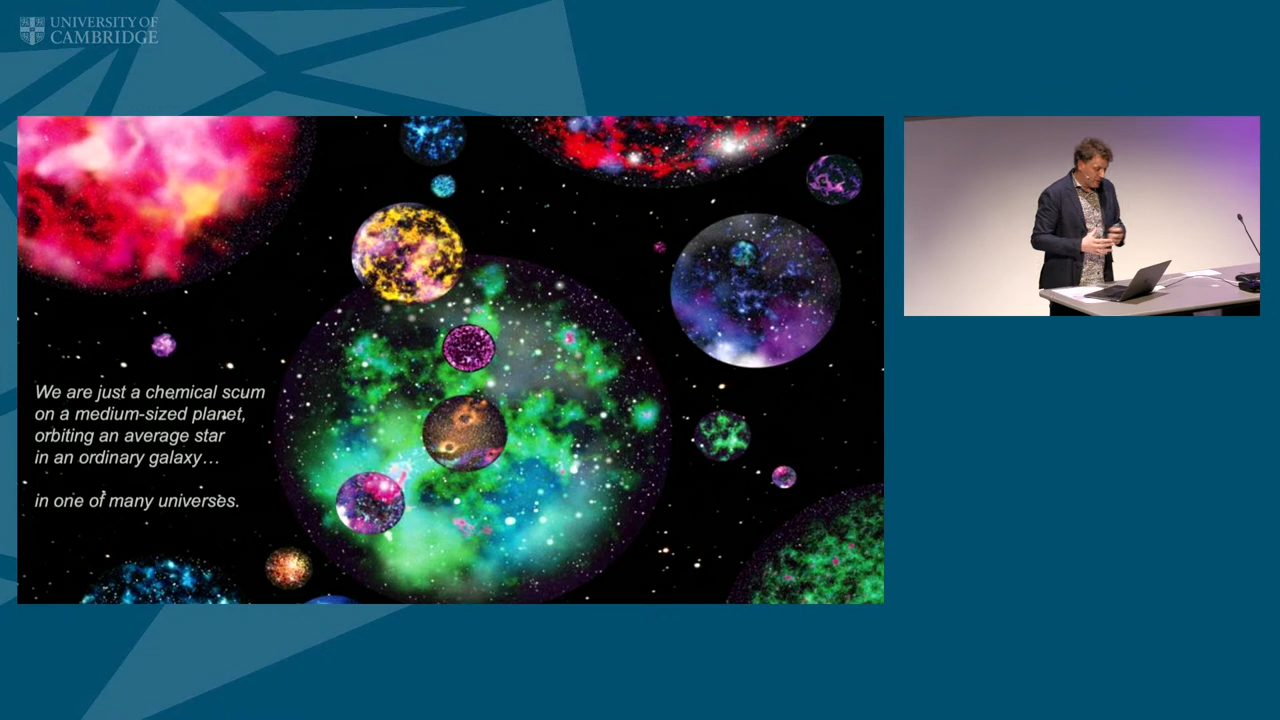 UNIVERSITY OF
CAMBRIDGE
We are just a chemical scum
on a medium-sized planet,
orbiting an average star
in an ordinary galaxy…
in one of many universes.